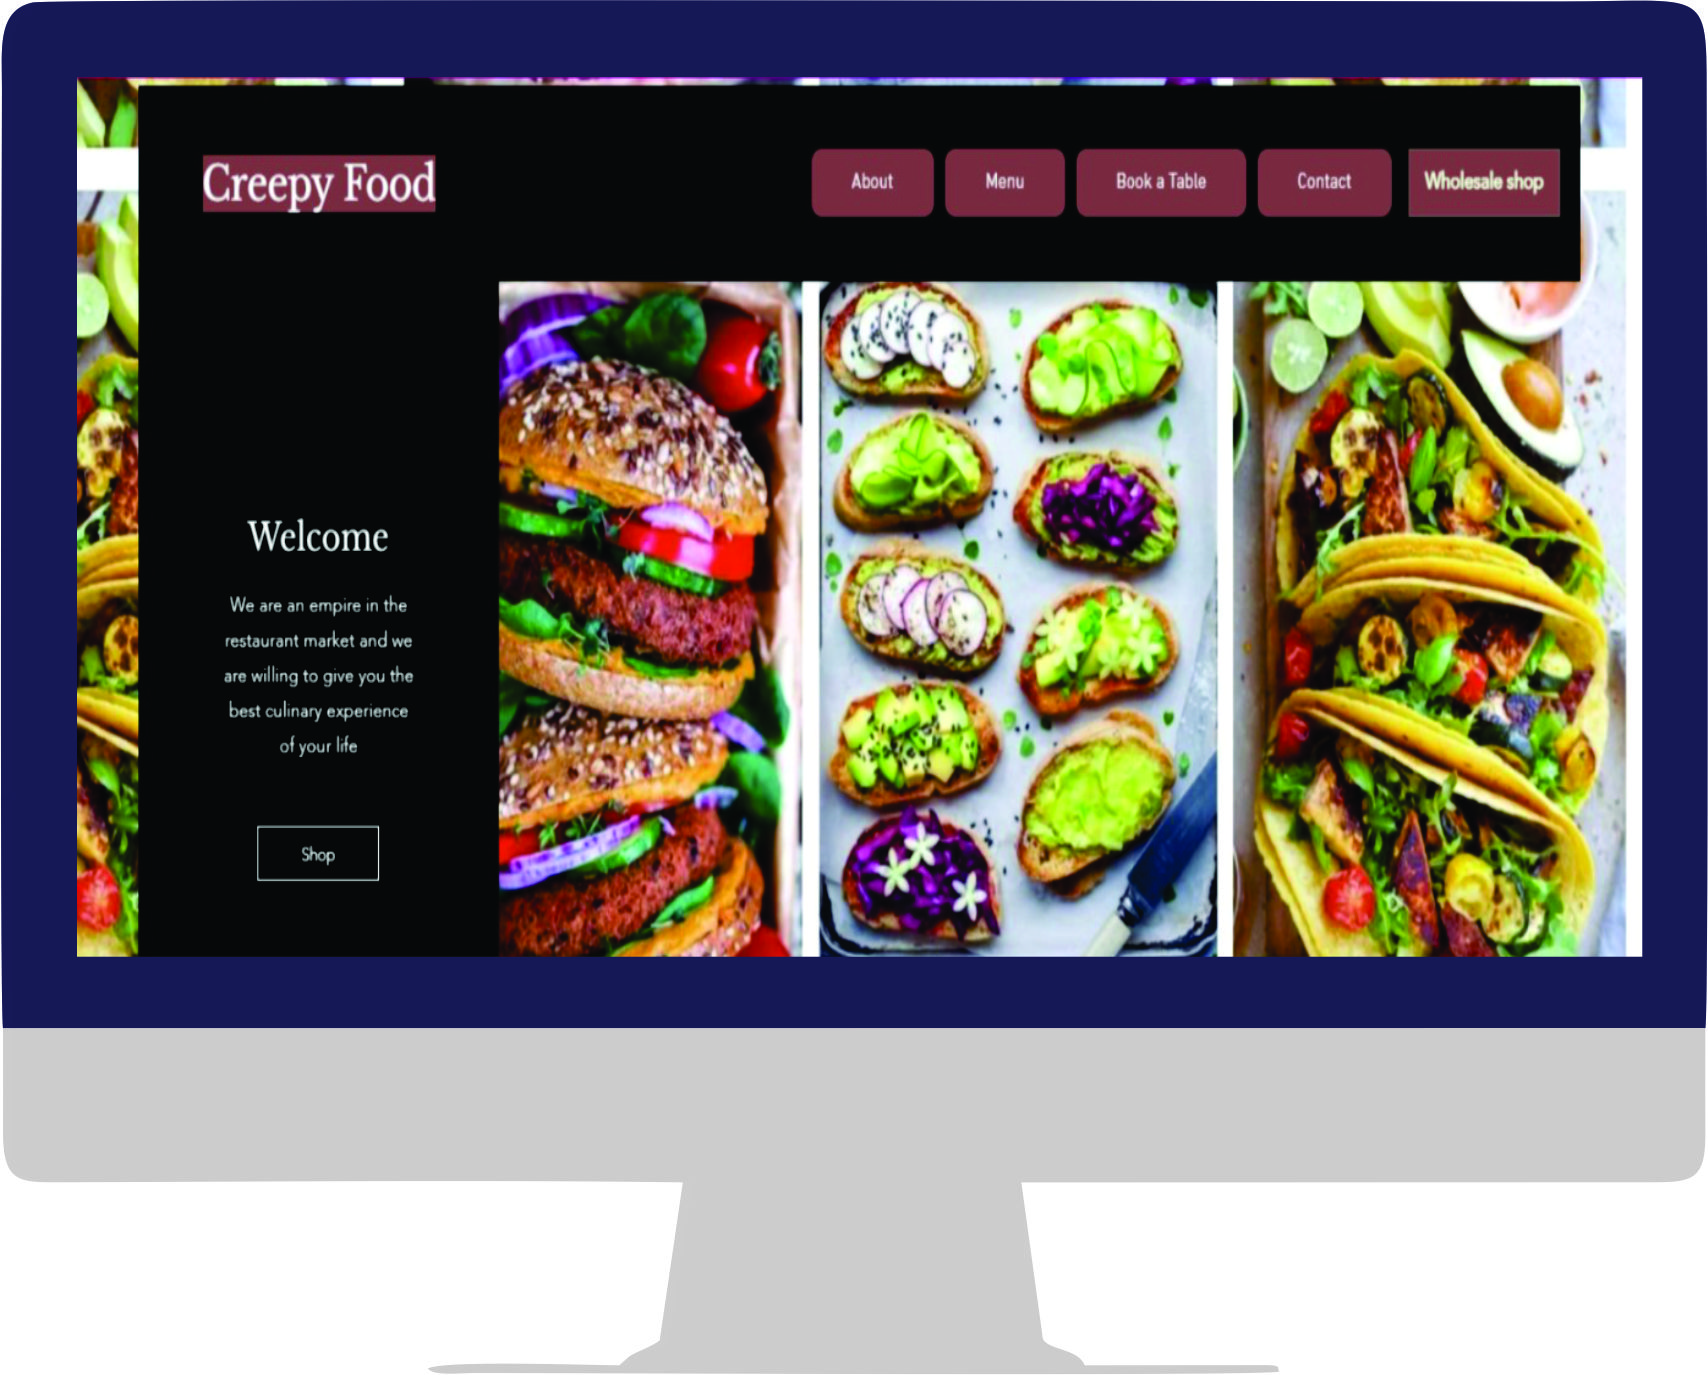 Creepy Food
About
Menu
Book a Table
Contact
Wholesale shop
Welcome
We are an empire in the
restaurant market and we
are willing to give you the
best culinary experience
of your life
Shop